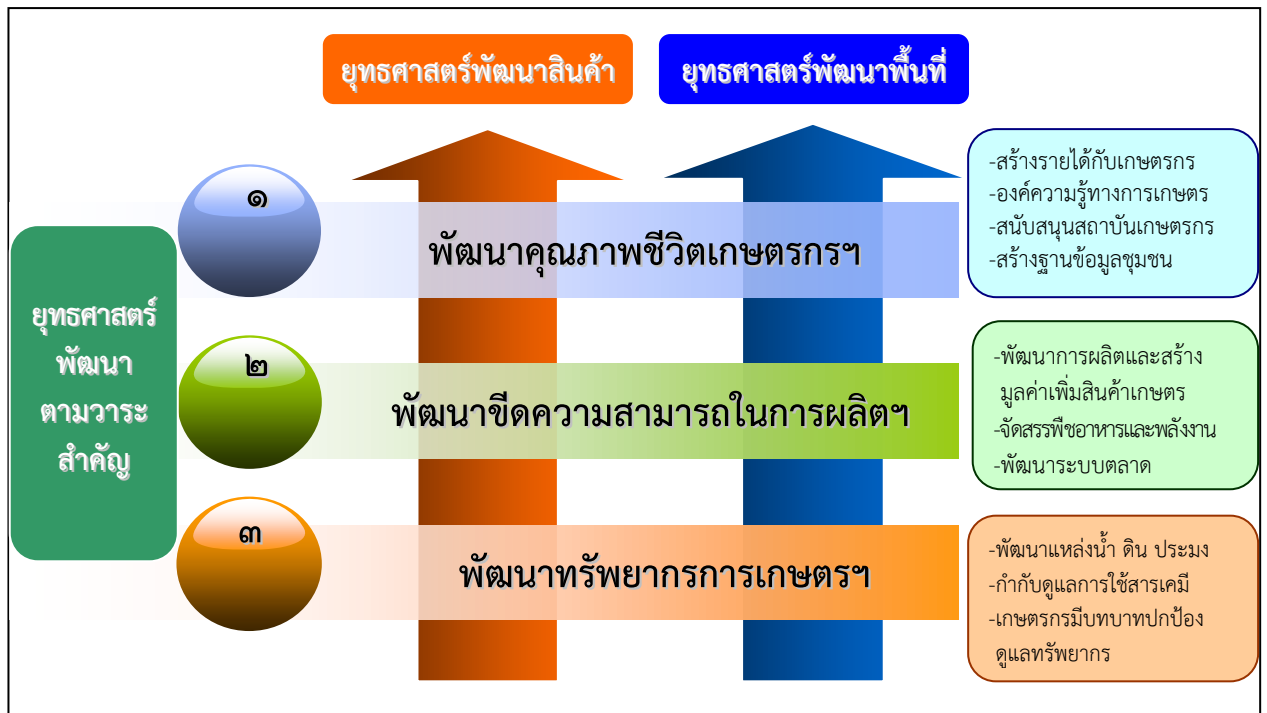 ยุทธศาสตร์พัฒนาสินค้า
ยุทธศาสตร์พัฒนาพื้นที่
ยุทธศาสตร์
พัฒนา
ตามวาระ
สำคัญ
๑
พัฒนาคุณภาพชีวิตเกษตรกรฯ
-สร้างรายได้กับเกษตรกร
-องค์ความรู้ทางการเกษตร
-สนับสนุนสถาบันเกษตรกร
-สร้างฐานข้อมูลชุมชน
๒
พัฒนาขีดความสามารถในการผลิตฯ
-พัฒนาการผลิตและสร้าง
มูลค่าเพิ่มสินค้าเกษตร
-จัดสรรพืชอาหารและพลังงาน
-พัฒนาระบบตลาด
๓
พัฒนาทรัพยากรการเกษตรฯ
-พัฒนาแหล่งน้ำ ดิน ประมง
-กำกับดูแลการใช้สารเคมี
-เกษตรกรมีบทบาทปกป้อง
ดูแลทรัพยากร